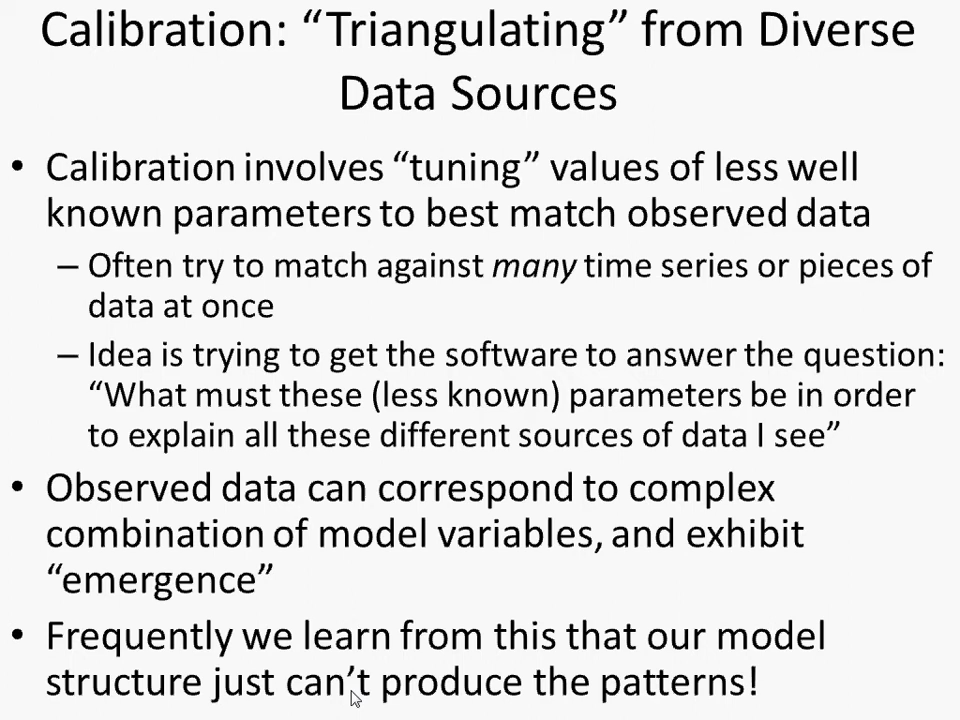 Calibration: “Triangulating” from Diverse
Data Sources
• Calibration involves “tuning” values of less well
known parameters to best match observed data
– Often try to match against many time series or pieces of
data at once
– Idea is trying to get the software to answer the question:
“What must these (less known) parameters be in order
to explain all these different sources of data I see”
• Observed data can correspond to complex
combination of model variables, and exhibit
“emergence”
• Frequently we learn from this that our model
structure just can’t produce the patterns!